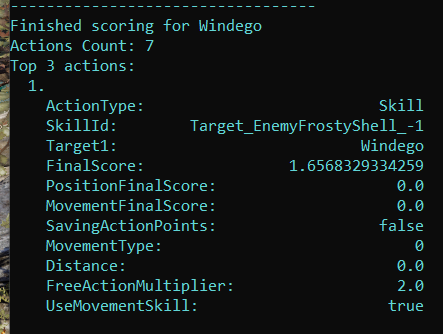 ----------------------------------
Finished scoring for Windego
Actions Count: 7
Top 3 actions:
1.
ActionType: Skill
SkillId: Target_EnemyFrostyShell_-1
Target1: Windego
FinalScore: 1.6568329334259
PositionFinalScore: 0.0
MovementFinalScore: 0.0
SavingActionPoints: false
MovementType: 0
Distance: 0.0
FreeActionMultiplier: 2.0
UseMovementSkill: true